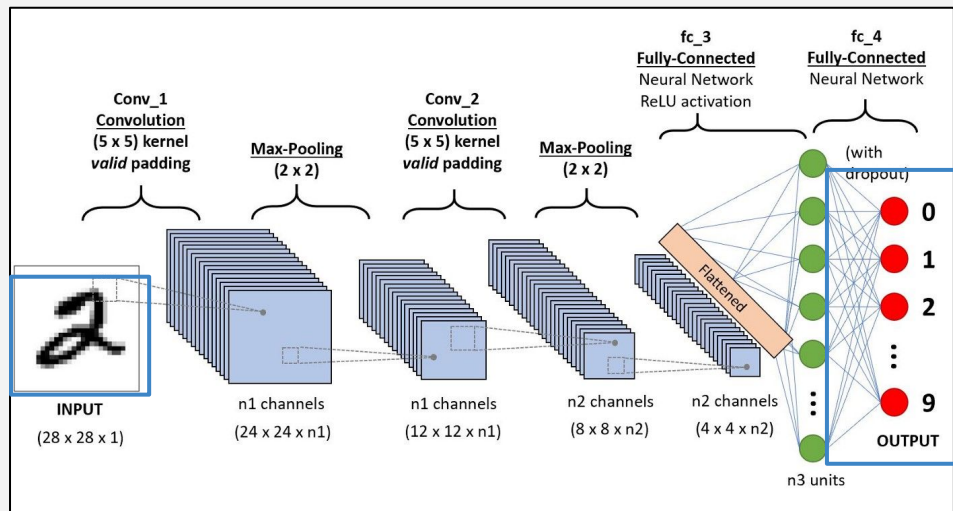 Conv_1
Convolution
(5 x 5) kernel
valid padding
Max-Pooling
(2 x 2)
Conv_2
Convolution
(5 x 5) kernel
valid padding
Max-Pooling
(2 x 2)
fc_3
Fully-Connected
Neural Network
ReLU activation
fc_4
Fully-Connected
Neural Network
(with
dropout)
2
Flattened
0
1
2
9
OUTPUT
INPUT
(28 x 28 x 1)
n1 channels
(24 x 24 x n1)
n1 channels
(12 x 12 x n1)
n2 channels
(8 x 8 x n2)
n2 channels
(4 x 4 x n2)
n3 units